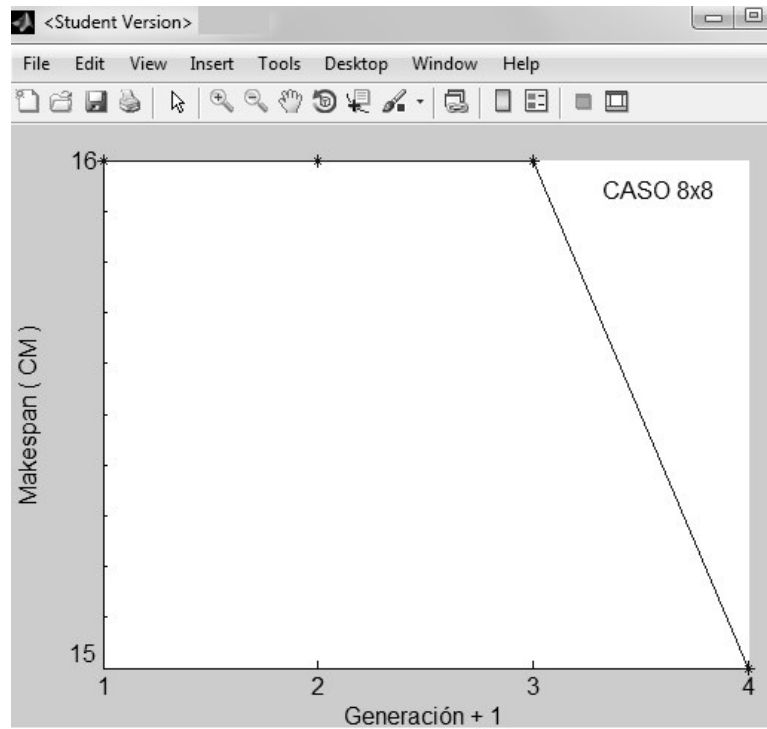 <Student Version>
File Edit View Insert Tools Desktop Window Help
16
CASO 8x8
Makespan ( CM )
15
1 2 3 4
Generación + 1